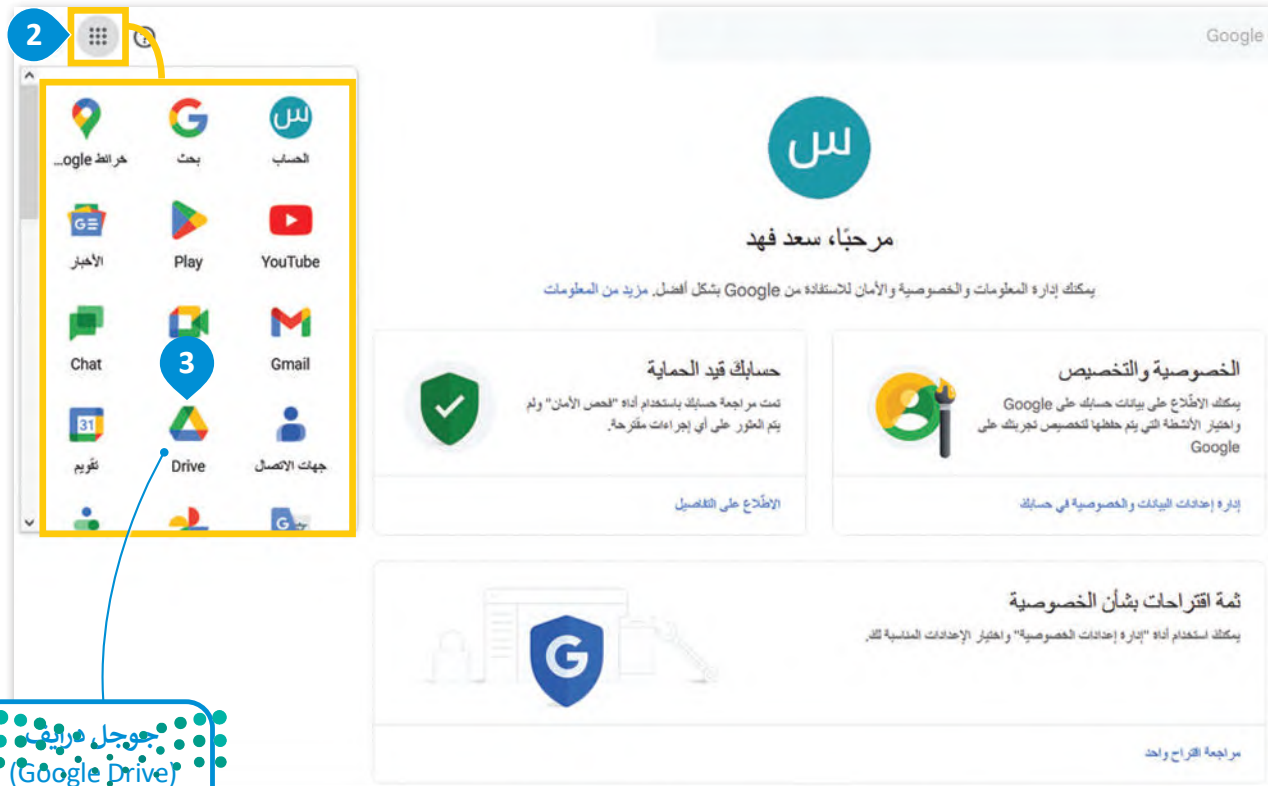 2
Google
الحساب
بحث
خرائط ogle...
YouTube
Play
الأخبار
Gmail
3
Chat
جهات الاتصال
Drive
تقويم
31
س
س
مرحبًا، سعد فهد
يمكنك إدارة المعلومات والخصوصية والأمان للاستفادة من Google بشكل أفضل. مزيد من المعلومات
الخصوصية والتخصيص
يمكنك الاطّلاع على بيانات حسابك على Google
واختيار الأنشطة التي يتم حفظها لتخصيص تجربتك على
Google
إدارة إعدادات البيانات والخصوصية في حسابك
حسابك قيد الحماية
تمت مراجعة حسابك باستخدام أداة "فحص الأمان" ولم
يتم العثور على أي إجراءات مقترحة.
الاطّلاع على التفاصيل
ثمة اقتراحات بشأن الخصوصية
يمكنك استخدام أداة "إدارة إعدادات الخصوصية" واختيار الإعدادات المناسبة لك.
مراجعة اقتراح واحد
جوجل درايف
(Google Drive)